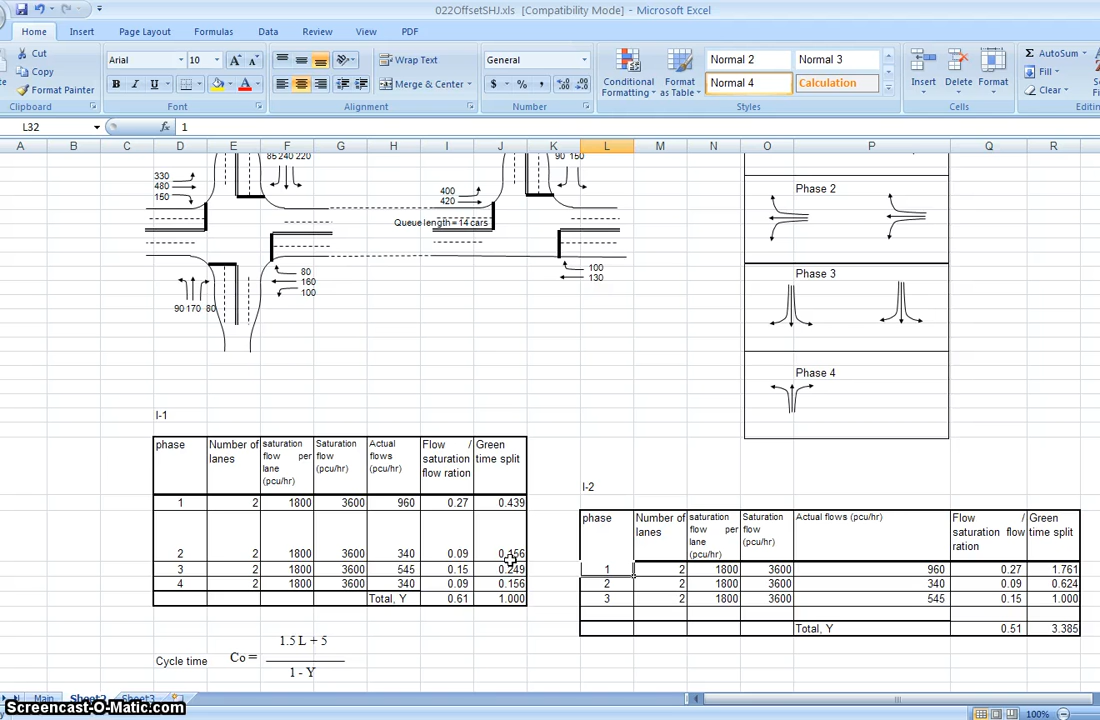 022OffsetSHJ.xls [Compatibility Mode] - Microsoft Excel
Home Insert Page Layout Formulas Data Review View PDF
Cut
Copy
Format Painter
Clipboard
Arial 10
B I U
Font
Wrap Text
Merge & Center
Alignment
General
$ % ,
Number
Conditional Formatting
Format as Table
Normal 2 Normal 3
Normal 4 Calculation
Styles
Insert Delete Format
Cells
Σ AutoSum
Fill
Clear
L32 fx 1
A B C D E F G H I J K L M N O P Q R
85 240 220
90 150
330
480
150
400
420
Queue length = 14 cars
80
180
100
100
130
90 170 80
Phase 2
Phase 3
Phase 4
I-1
phase Number of lanes saturation flow per lane (pcu/hr) Saturation flow (pcu/hr) Actual flows (pcu/hr) Flow / saturation flow ration Green time split
1 2 1800 3600 960 0.27 0.439
2 2 1800 3600 340 0.09 0.156
3 2 1800 3600 545 0.15 0.249
4 2 1800 3600 340 0.09 0.156
Total, Y 0.61 1.000
I-2
phase Number of lanes saturation flow per lane (pcu/hr) Saturation flow (pcu/hr) Actual flows (pcu/hr) Flow / saturation flow ration Green time split
1 2 1800 3600 960 0.27 1.761
2 2 1800 3600 340 0.09 0.624
3 2 1800 3600 545 0.15 1.000
Total, Y 0.51 3.385
Cycle time Co =
1.5 L + 5
1 - Y
Main Sheet2 Sheet3
Screencast-O-Matic.com
100%